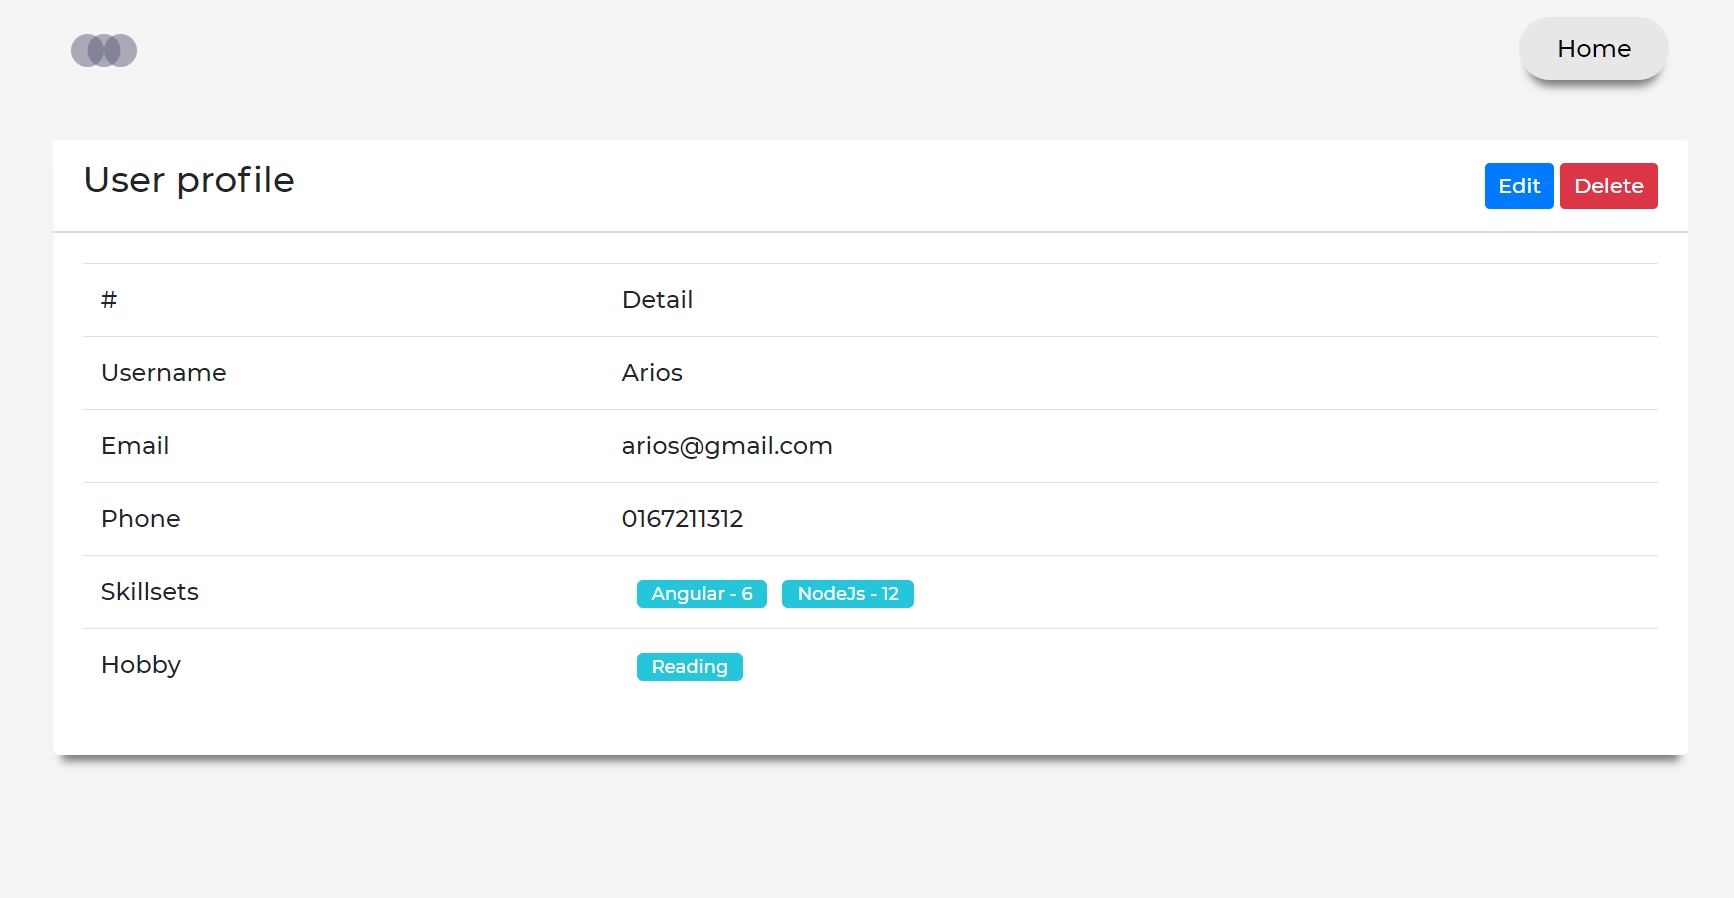 Home
User profile
Edit Delete
# Detail
Username Arios
Email arios@gmail.com
Phone 0167211312
Skillsets Angular - 6 NodeJs - 12
Hobby Reading